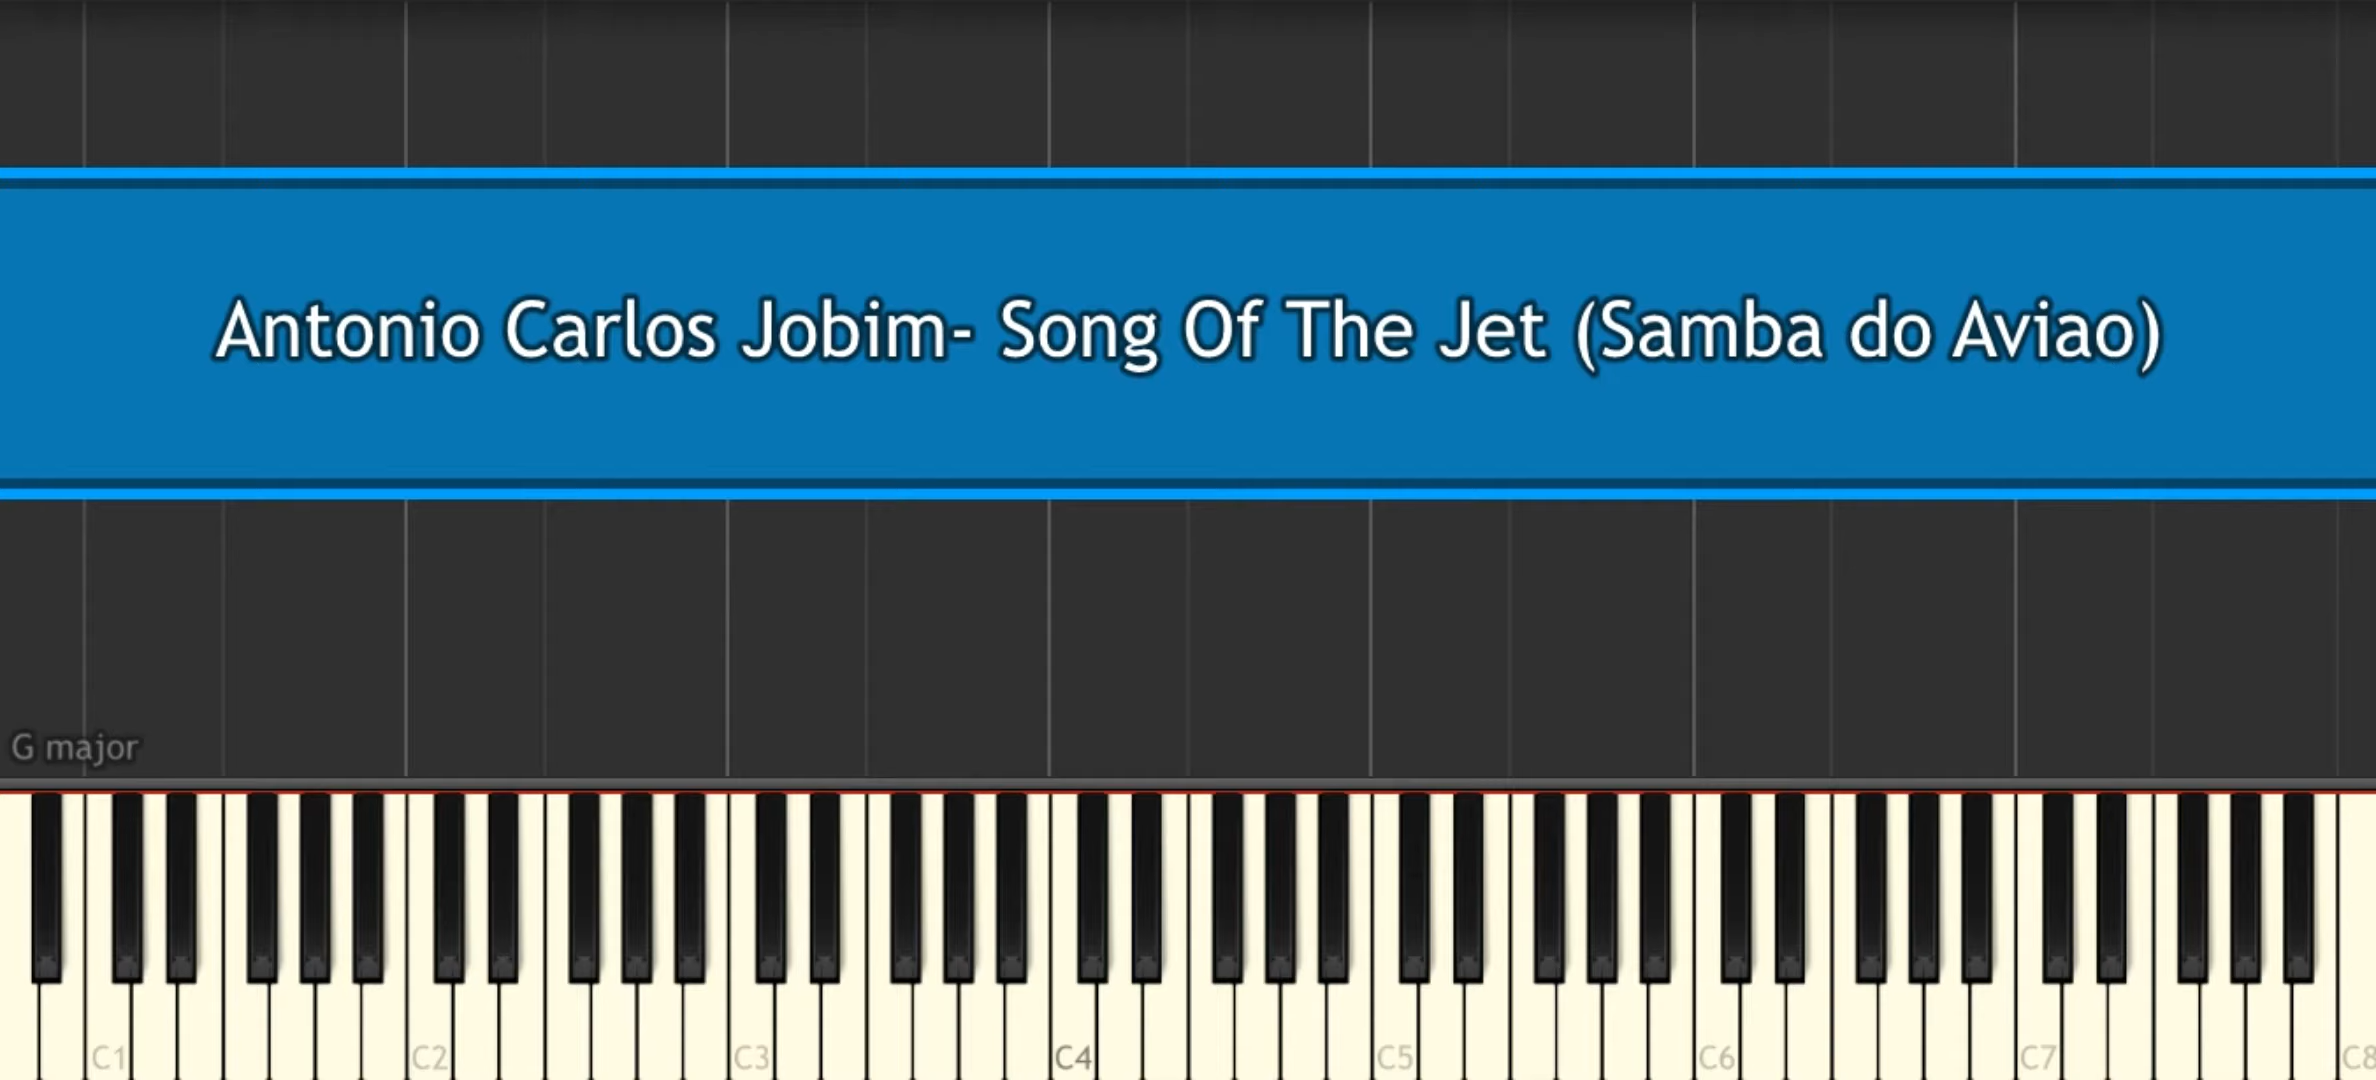 Antonio Carlos Jobim- Song Of The Jet (Samba do Aviao)
G major
C1 C2 C3 C4 C5 C6 C7 C8